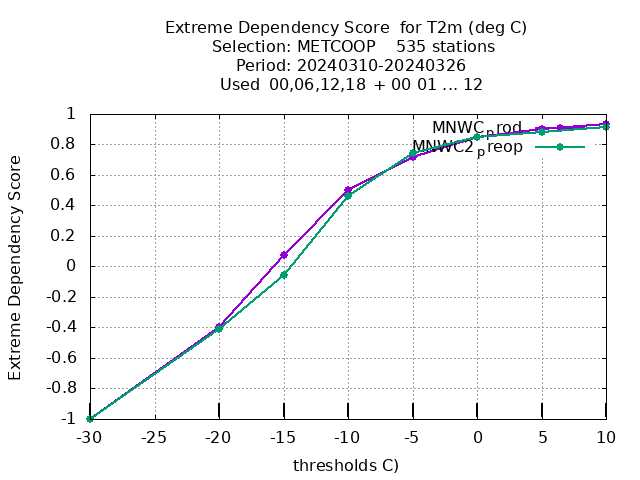 Extreme Dependency Score for T2m (deg C)
Selection: METCOOP 535 stations
Period: 20240310-20240326
Used 00,06,12,18 + 00 01 ... 12
MNWC_prod
MNWC2_preop
Extreme Dependency Score
1
0.8
0.6
0.4
0.2
0
-0.2
-0.4
-0.6
-0.8
-1
-30 -25 -20 -15 -10 -5 0 5 10
thresholds C)